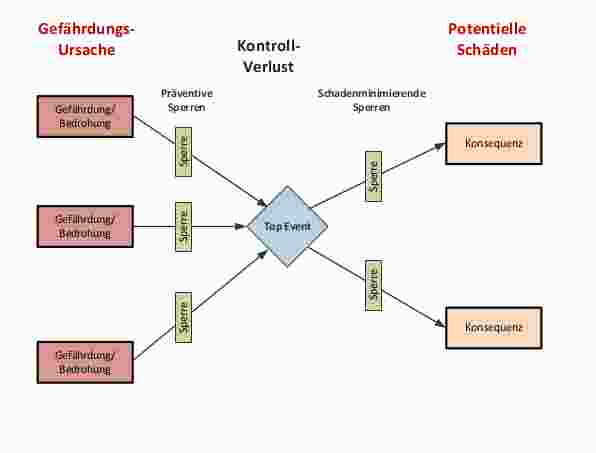 Gefährdungs-
Ursache
Kontroll-
Verlust
Potentielle
Schäden
Präventive
Sperren
Schadenminimierende
Sperren
Gefährdung/
Bedrohung
Sperre
Sperre
Konsequenz
Gefährdung/
Bedrohung
Sperre
Top Event
Sperre
Sperre
Konsequenz
Gefährdung/
Bedrohung